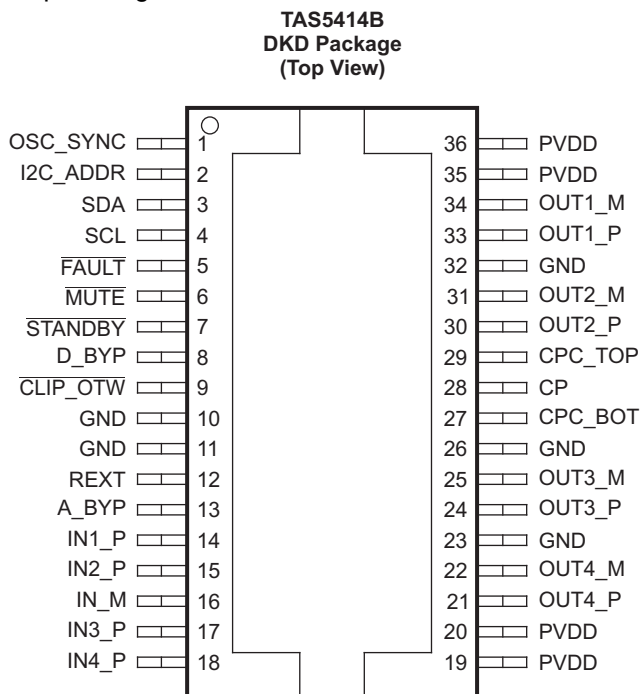 TAS5414B
DKD Package
(Top View)
OSC_SYNC 1 36 PVDD
I2C_ADDR 2 35 PVDD
SDA 3 34 OUT1_M
SCL 4 33 OUT1_P
FAULT 5 32 GND
MUTE 6 31 OUT2_M
STANDBY 7 30 OUT2_P
D_BYP 8 29 CPC_TOP
CLIP_OTW 9 28 CP
GND 10 27 CPC_BOT
GND 11 26 GND
REXT 12 25 OUT3_M
A_BYP 13 24 OUT3_P
IN1_P 14 23 GND
IN2_P 15 22 OUT4_M
IN_M 16 21 OUT4_P
IN3_P 17 20 PVDD
IN4_P 18 19 PVDD